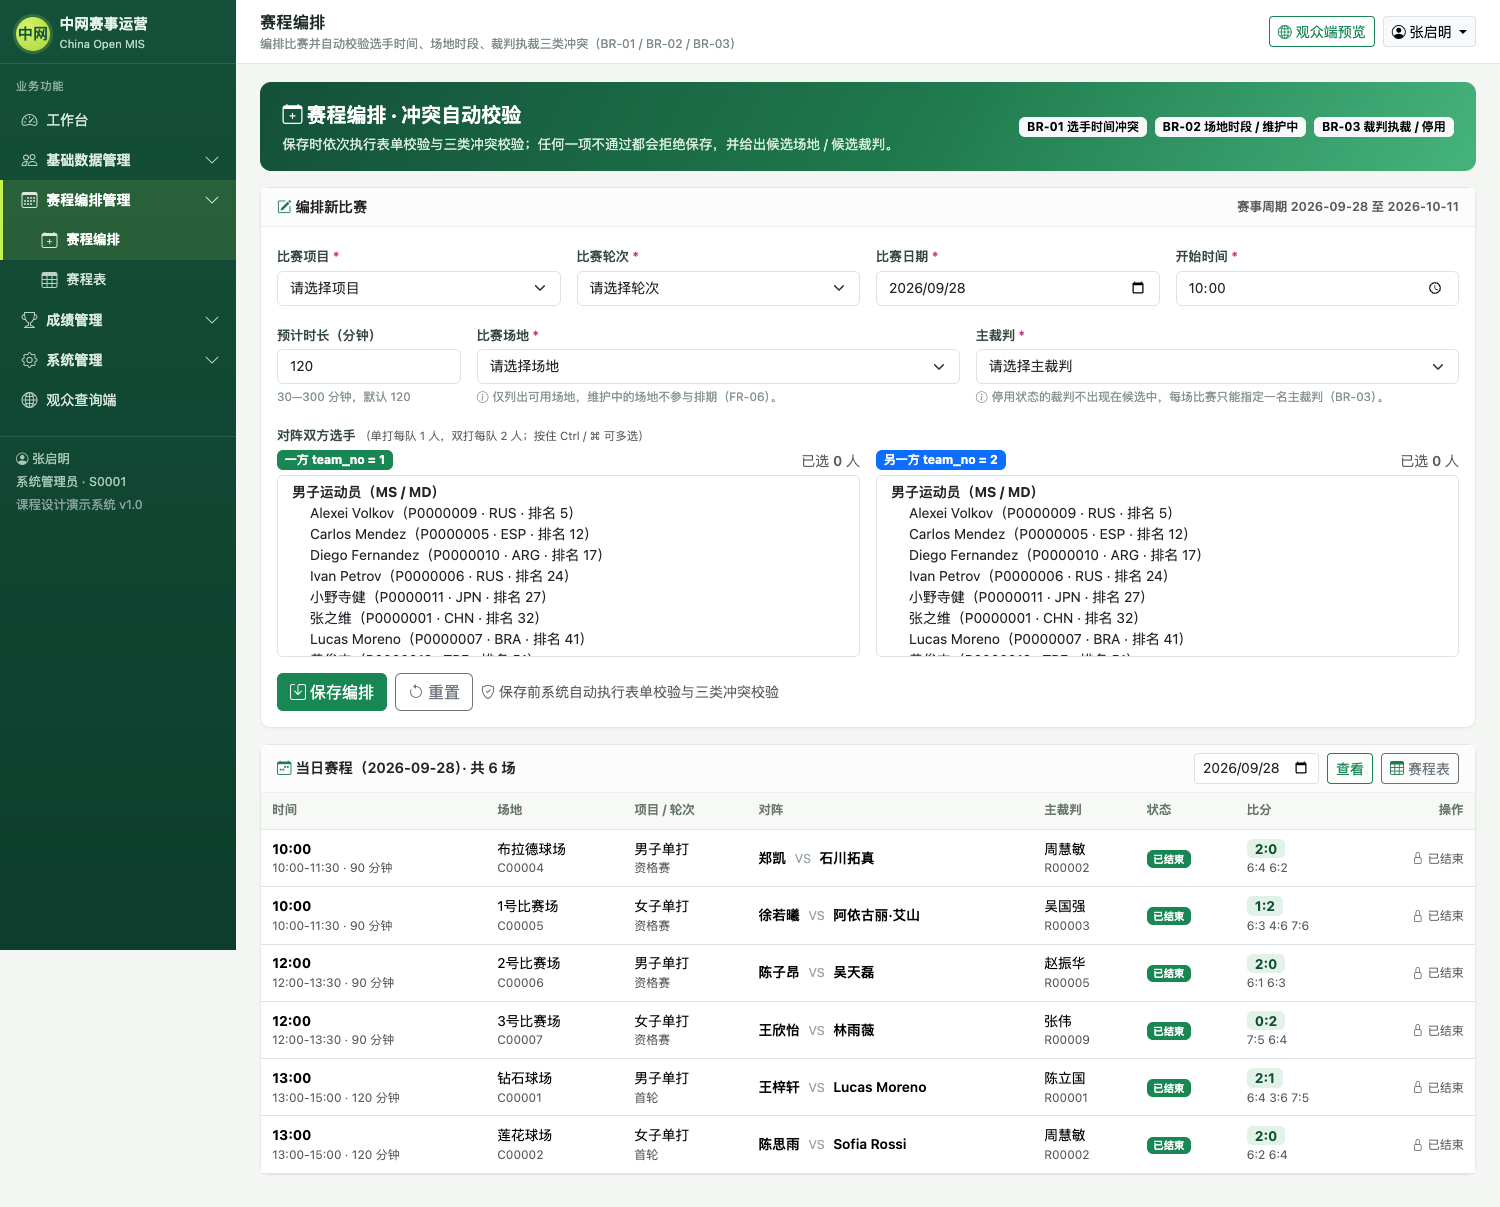 中网
中网赛事运营
China Open MIS
业务功能
工作台
基础数据管理
赛程编排管理
赛程编排
赛程表
成绩管理
系统管理
观众查询端
张启明
系统管理员 · S0001
课程设计演示系统 v1.0
赛程编排
编排比赛并自动校验选手时间、场地时段、裁判执裁三类冲突（BR-01 / BR-02 / BR-03）
观众端预览
张启明
赛程编排 · 冲突自动校验
保存时依次执行表单校验与三类冲突校验；任何一项不通过都会拒绝保存，并给出候选场地 / 候选裁判。
BR-01 选手时间冲突
BR-02 场地时段 / 维护中
BR-03 裁判执裁 / 停用
编排新比赛
赛事周期 2026-09-28 至 2026-10-11
比赛项目 *
比赛轮次 *
比赛日期 *
开始时间 *
请选择项目
请选择轮次
2026/09/28
10:00
预计时长（分钟）
比赛场地 *
主裁判 *
120
请选择场地
请选择主裁判
30—300 分钟，默认 120
仅列出可用场地，维护中的场地不参与排期（FR-06）。
停用状态的裁判不出现在候选中，每场比赛只能指定一名主裁判（BR-03）。
对阵双方选手 （单打每队 1 人，双打每队 2 人；按住 Ctrl / ⌘ 可多选）
一方 team_no = 1
已选 0 人
另一方 team_no = 2
已选 0 人
男子运动员（MS / MD）
Alexei Volkov（P0000009 · RUS · 排名 5）
Carlos Mendez（P0000005 · ESP · 排名 12）
Diego Fernandez（P0000010 · ARG · 排名 17）
Ivan Petrov（P0000006 · RUS · 排名 24）
小野寺健（P0000011 · JPN · 排名 27）
张之维（P0000001 · CHN · 排名 32）
Lucas Moreno（P0000007 · BRA · 排名 41）
男子运动员（MS / MD）
Alexei Volkov（P0000009 · RUS · 排名 5）
Carlos Mendez（P0000005 · ESP · 排名 12）
Diego Fernandez（P0000010 · ARG · 排名 17）
Ivan Petrov（P0000006 · RUS · 排名 24）
小野寺健（P0000011 · JPN · 排名 27）
张之维（P0000001 · CHN · 排名 32）
Lucas Moreno（P0000007 · BRA · 排名 41）
保存编排
重置
保存前系统自动执行表单校验与三类冲突校验
当日赛程（2026-09-28）· 共 6 场
2026/09/28
查看
赛程表
时间 场地 项目 / 轮次 对阵 主裁判 状态 比分 操作
10:00 布拉德球场 男子单打 郑凯 VS 石川拓真 周慧敏 已结束 2:0 已结束
10:00-11:30 · 90 分钟 C00004 资格赛 R00002 6:4 6:2
10:00 1号比赛场 女子单打 徐若曦 VS 阿依古丽·艾山 吴国强 已结束 1:2 已结束
10:00-11:30 · 90 分钟 C00005 资格赛 R00003 6:3 4:6 7:6
12:00 2号比赛场 男子单打 陈子昂 VS 吴天磊 赵振华 已结束 2:0 已结束
12:00-13:30 · 90 分钟 C00006 资格赛 R00005 6:1 6:3
12:00 3号比赛场 女子单打 王欣怡 VS 林雨薇 张伟 已结束 0:2 已结束
12:00-13:30 · 90 分钟 C00007 资格赛 R00009 7:5 6:4
13:00 钻石球场 男子单打 王梓轩 VS Lucas Moreno 陈立国 已结束 2:1 已结束
13:00-15:00 · 120 分钟 C00001 首轮 R00001 6:4 3:6 7:5
13:00 莲花球场 女子单打 陈思雨 VS Sofia Rossi 周慧敏 已结束 2:0 已结束
13:00-15:00 · 120 分钟 C00002 首轮 R00002 6:2 6:4